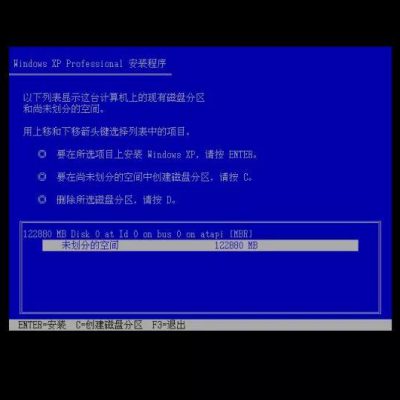 Windows XP Professional 安装程序
以下列表显示这台计算机上的现有磁盘分区
和尚未划分的空间。
用上移和下移箭头键选择列表中的项目。
◎ 要在所选项目上安装 Windows XP, 请按 ENTER。
◎ 要在尚未划分的空间中创建磁盘分区, 请按 C。
◎ 删除所选磁盘分区, 请按 D。
122880 MB Disk 0 at Id 0 on bus 0 on atapi [MBR]
未划分的空间 122880 MB
ENTER=安装 C=创建磁盘分区 F3=退出